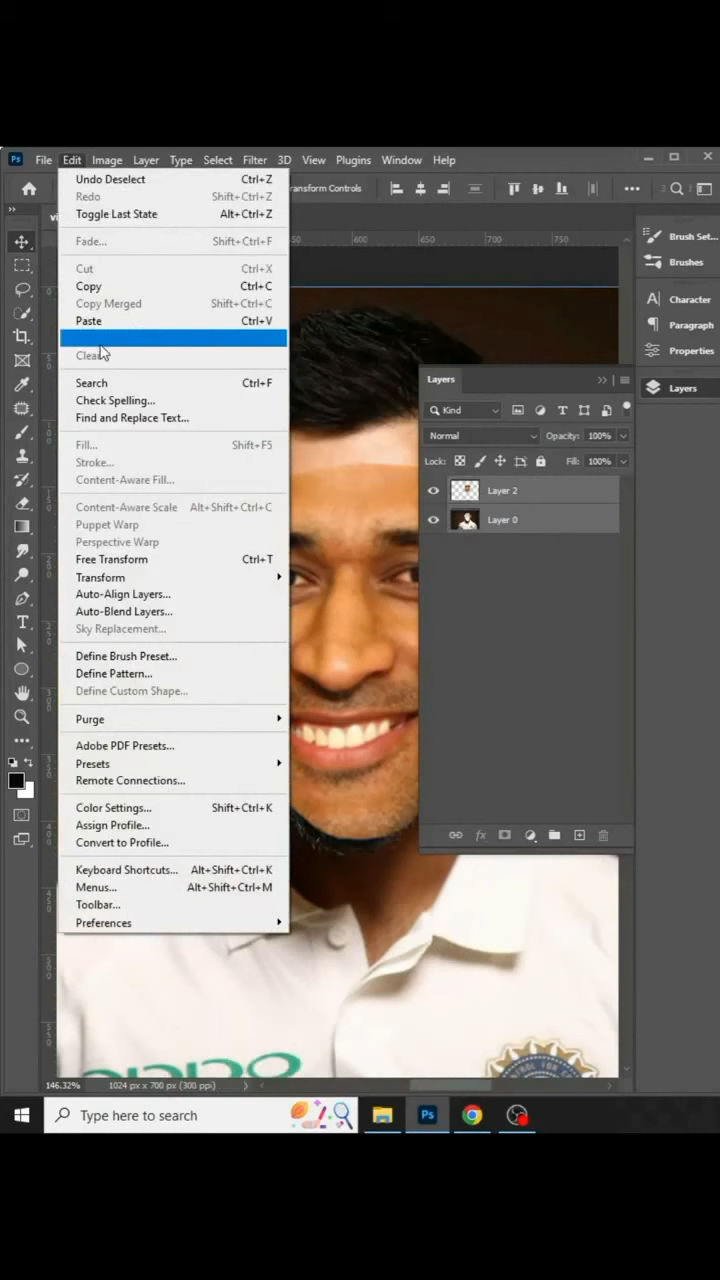 Ps File Edit Image Layer Type Select Filter 3D View Plugins Window Help
ransform Controls
Undo Deselect Ctrl+Z
Redo Shift+Ctrl+Z
Toggle Last State Alt+Ctrl+Z
Fade... Shift+Ctrl+F
Cut Ctrl+X
Copy Ctrl+C
Copy Merged Shift+Ctrl+C
Paste Ctrl+V
Clear
Search Ctrl+F
Check Spelling...
Find and Replace Text...
Fill... Shift+F5
Stroke...
Content-Aware Fill...
Content-Aware Scale Alt+Shift+Ctrl+C
Puppet Warp
Perspective Warp
Free Transform Ctrl+T
Transform
Auto-Align Layers...
Auto-Blend Layers...
Sky Replacement...
Define Brush Preset...
Define Pattern...
Define Custom Shape...
Purge
Adobe PDF Presets...
Presets
Remote Connections...
Color Settings... Shift+Ctrl+K
Assign Profile...
Convert to Profile...
Keyboard Shortcuts... Alt+Shift+Ctrl+K
Menus... Alt+Shift+Ctrl+M
Toolbar...
Preferences
600 650 700 750
Brush Set...
Brushes
Character
Paragraph
Properties
Layers
Layers
Kind
Normal Opacity: 100%
Lock: Fill: 100%
Layer 2
Layer 0
146.32% 1024 px x 700 px (300 ppi)
Type here to search
Ps